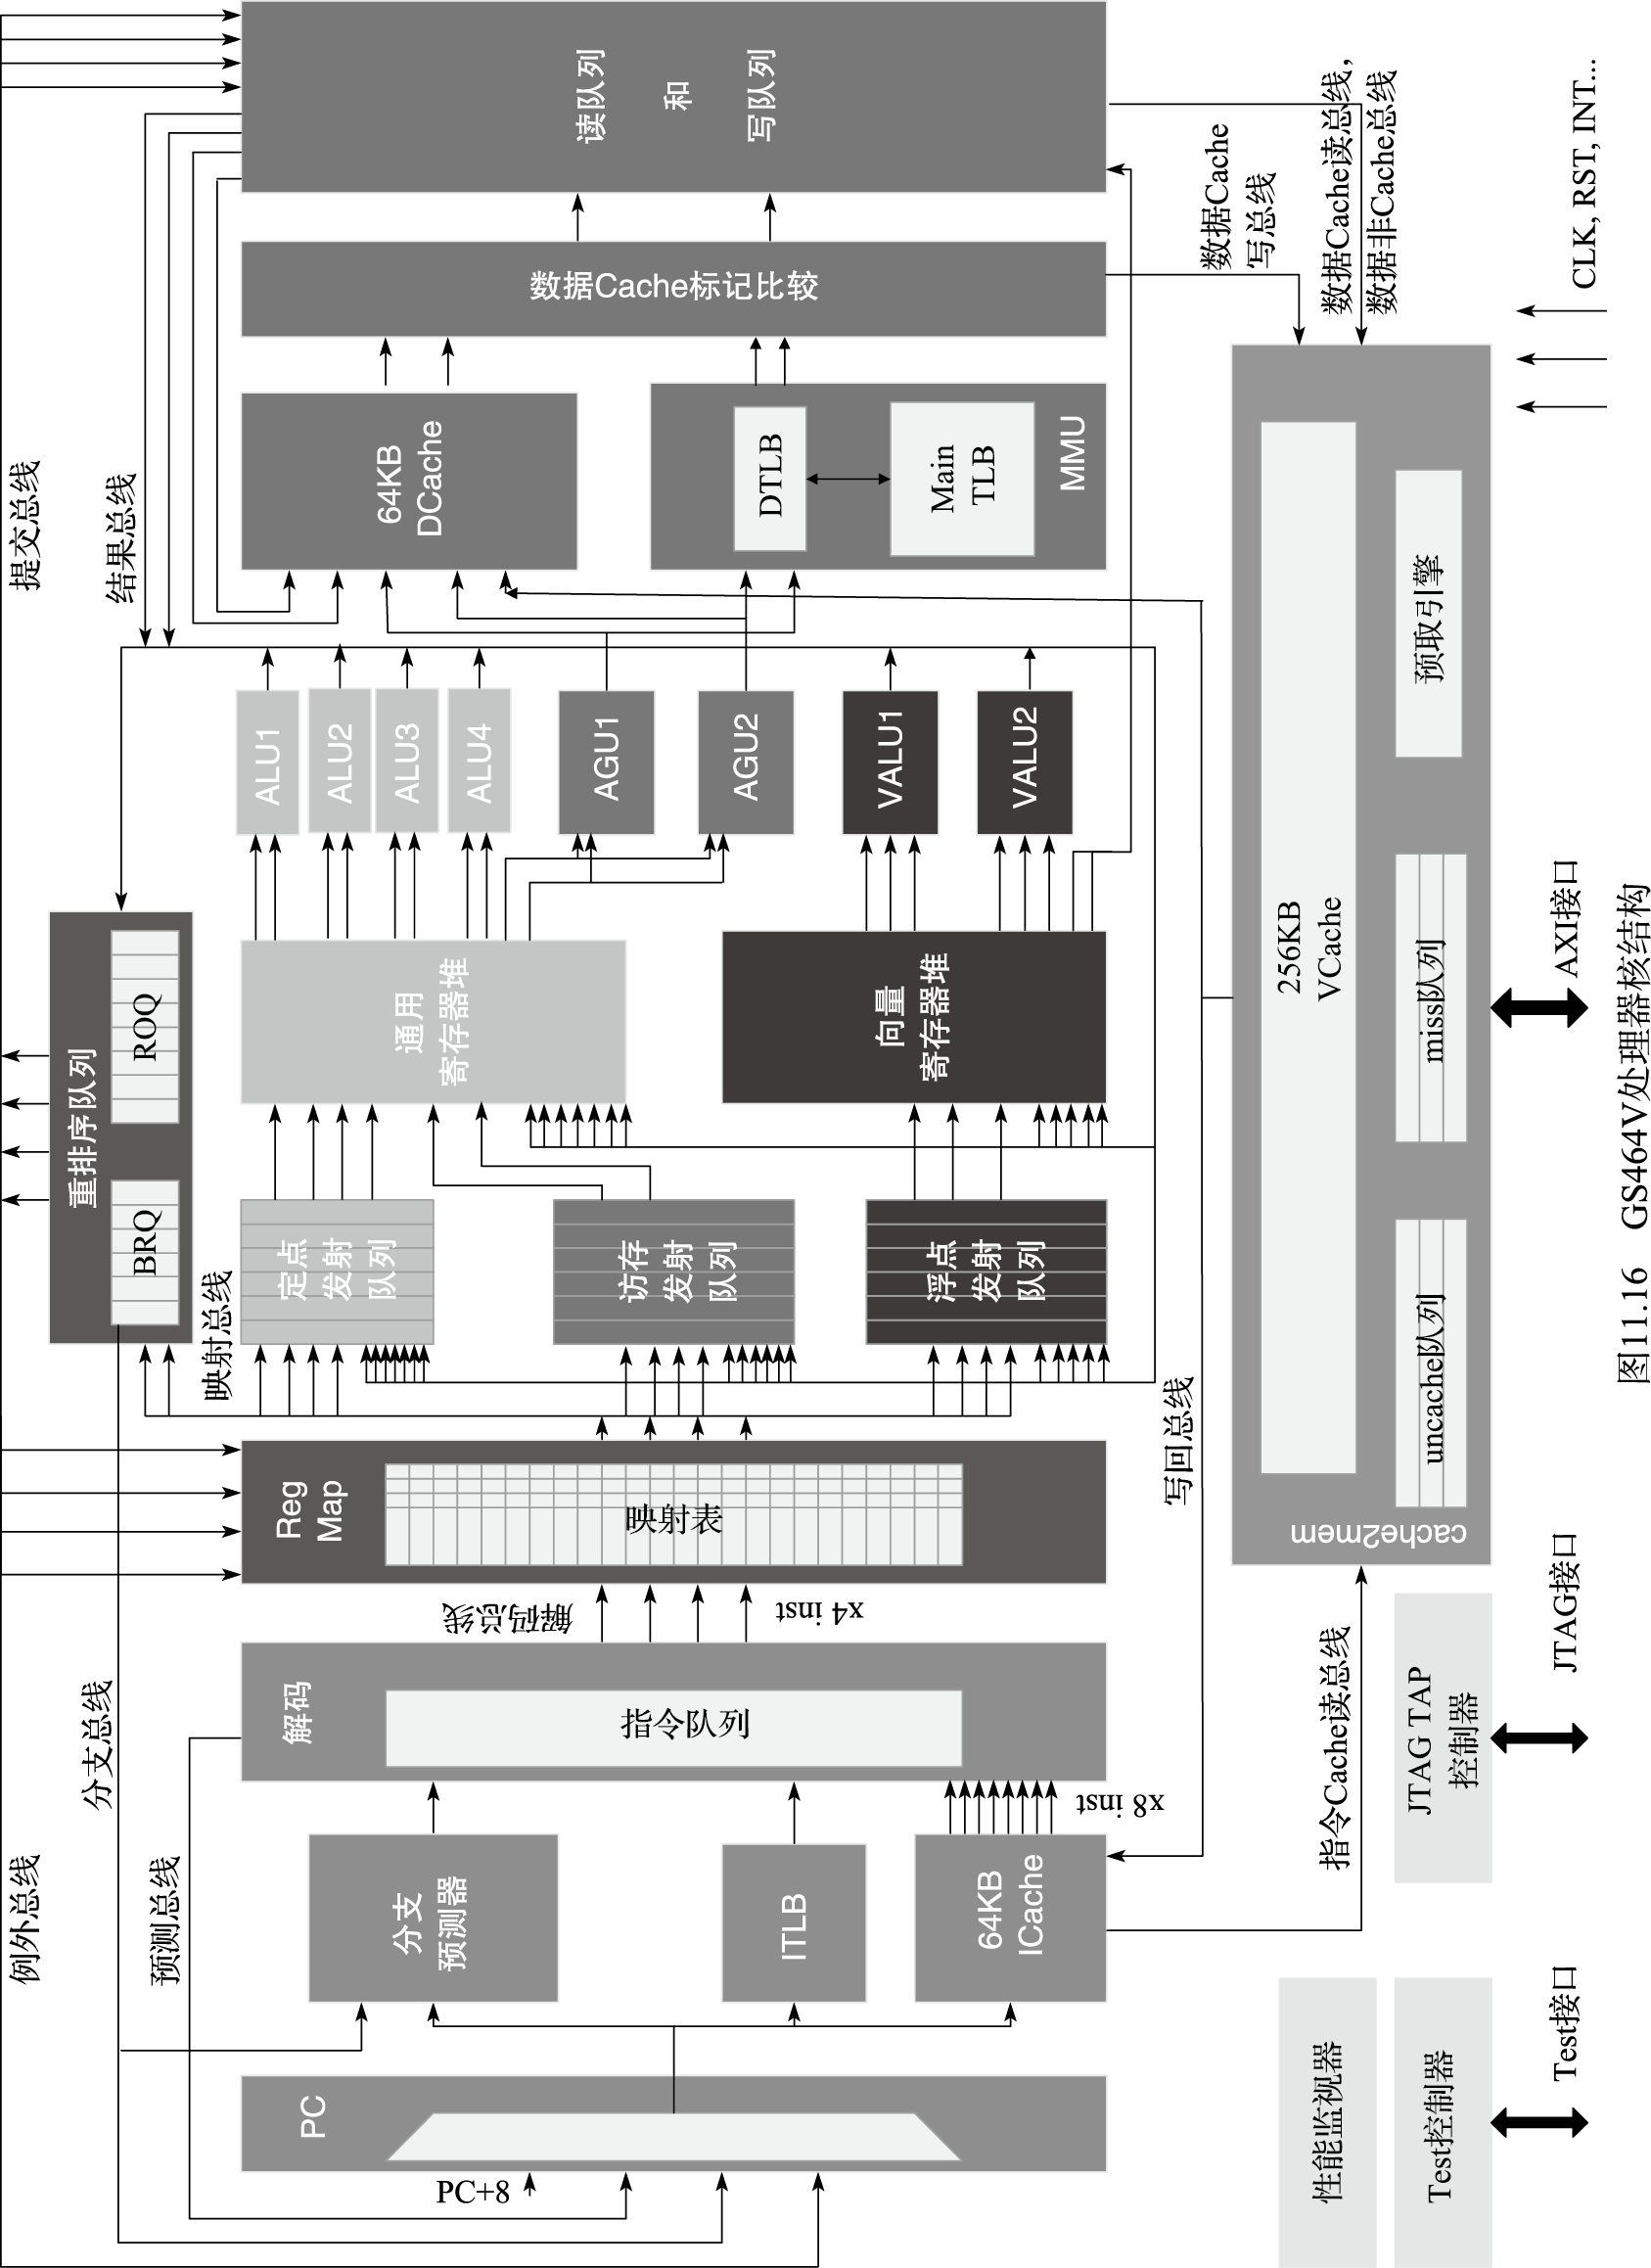 例外总线
提交总线
分支总线
预测总线
结果总线
映射总线
重排序队列
BRQ
ROQ
PC
PC+8
分支
预测器
ITLB
64KB
ICache
x8 inst
解码
指令队列
解码总线
x4 inst
Reg
Map
映射表
定点
发射
队列
访存
发射
队列
浮点
发射
队列
通用
寄存器堆
向量
寄存器堆
ALU1
ALU2
ALU3
ALU4
AGU1
AGU2
VALU1
VALU2
64KB
DCache
DTLB
Main
TLB
MMU
数据Cache标记比较
读队列
和
写队列
写回总线
数据Cache
写总线
数据Cache读总线,
数据非Cache总线
指令Cache读总线
cache2mem
256KB
VCache
uncache队列
miss队列
预取引擎
性能监视器
Test控制器
JTAG TAP
控制器
Test接口
JTAG接口
AXI接口
CLK, RST, INT...
图11.16 GS464V处理器核结构